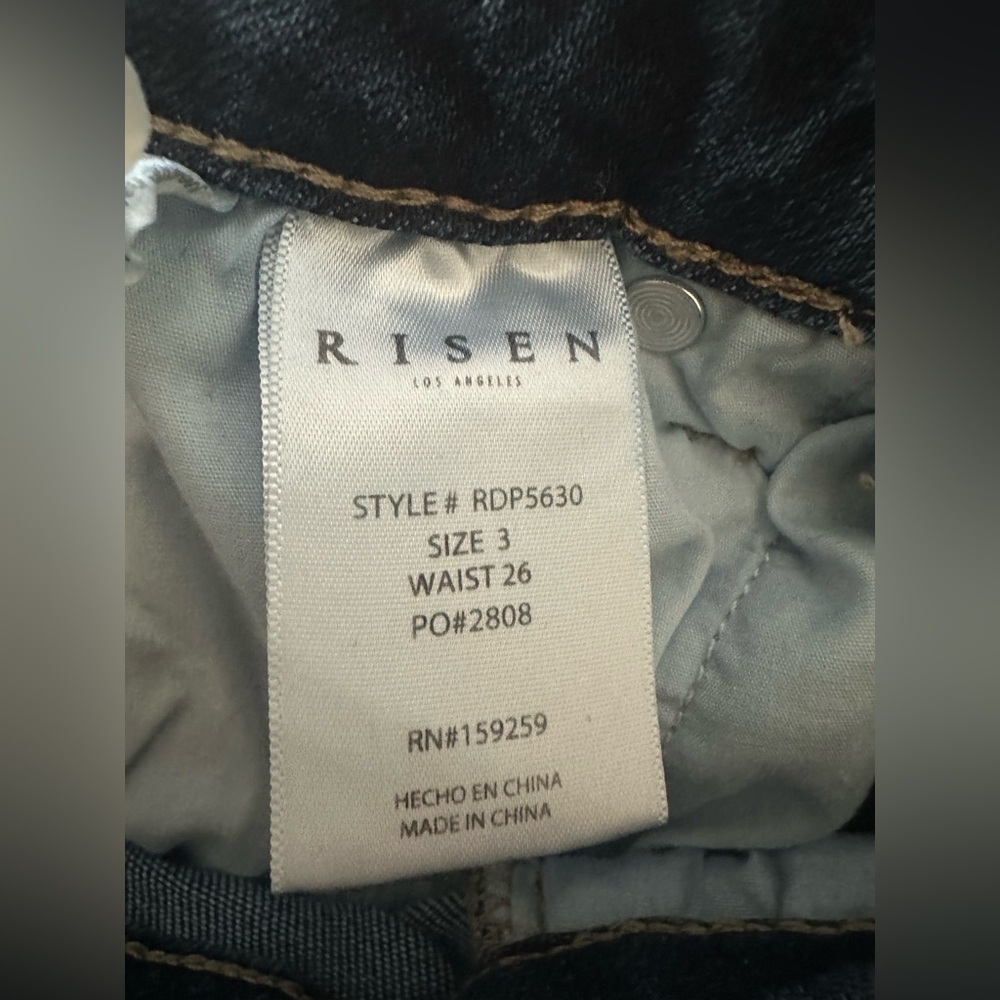 RISEN
LOS ANGELES
STYLE# RDP5630
SIZE 3
WAIST 26
PO#2808
RN#159259
HECHO EN CHINA
MADE IN CHINA